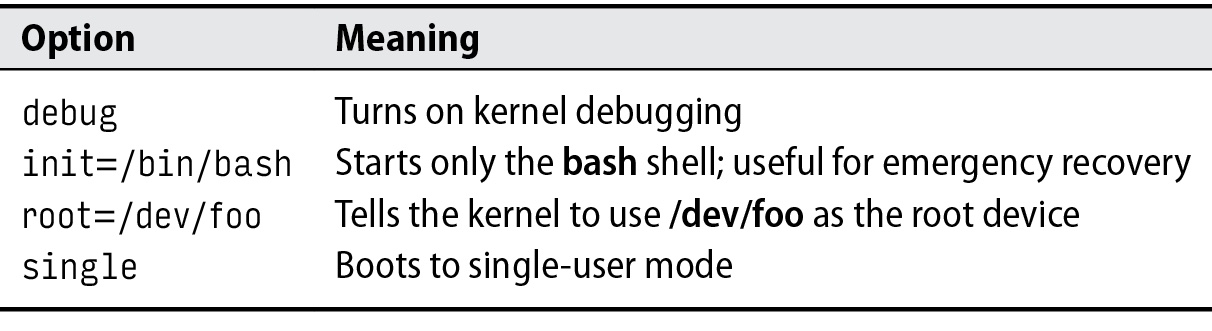 Option Meaning
debug Turns on kernel debugging
init=/bin/bash Starts only the bash shell; useful for emergency recovery
root=/dev/foo Tells the kernel to use /dev/foo as the root device
single Boots to single-user mode